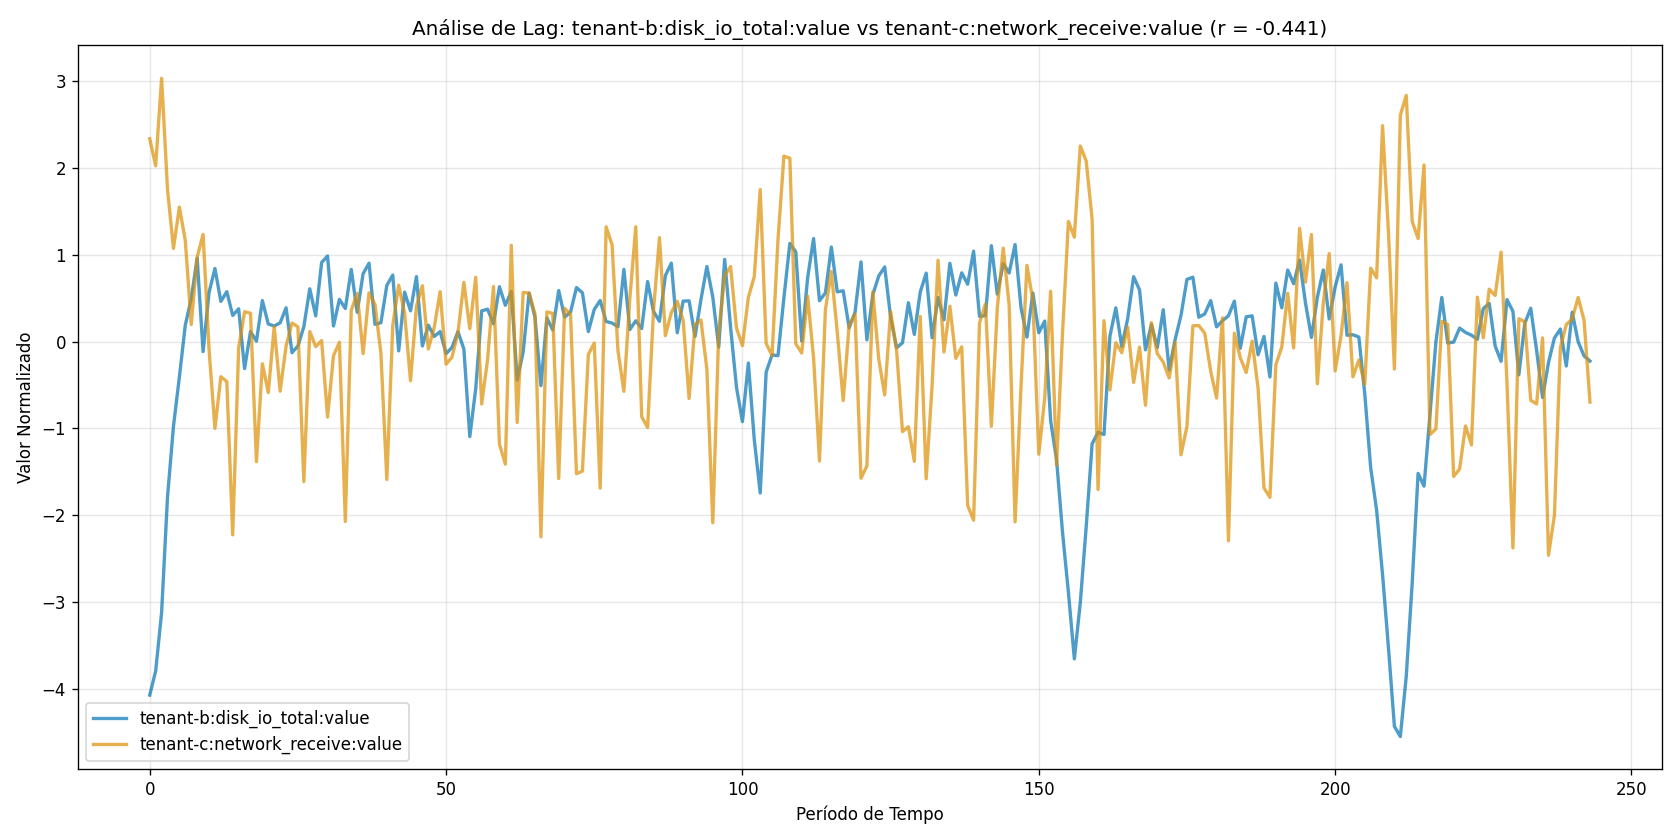 Análise de Lag: tenant-b:disk_io_total:value vs tenant-c:network_receive:value (r = -0.441)
Valor Normalizado
3
2
1
0
−1
−2
−3
−4
tenant-b:disk_io_total:value
tenant-c:network_receive:value
0
50
100
150
200
250
Período de Tempo